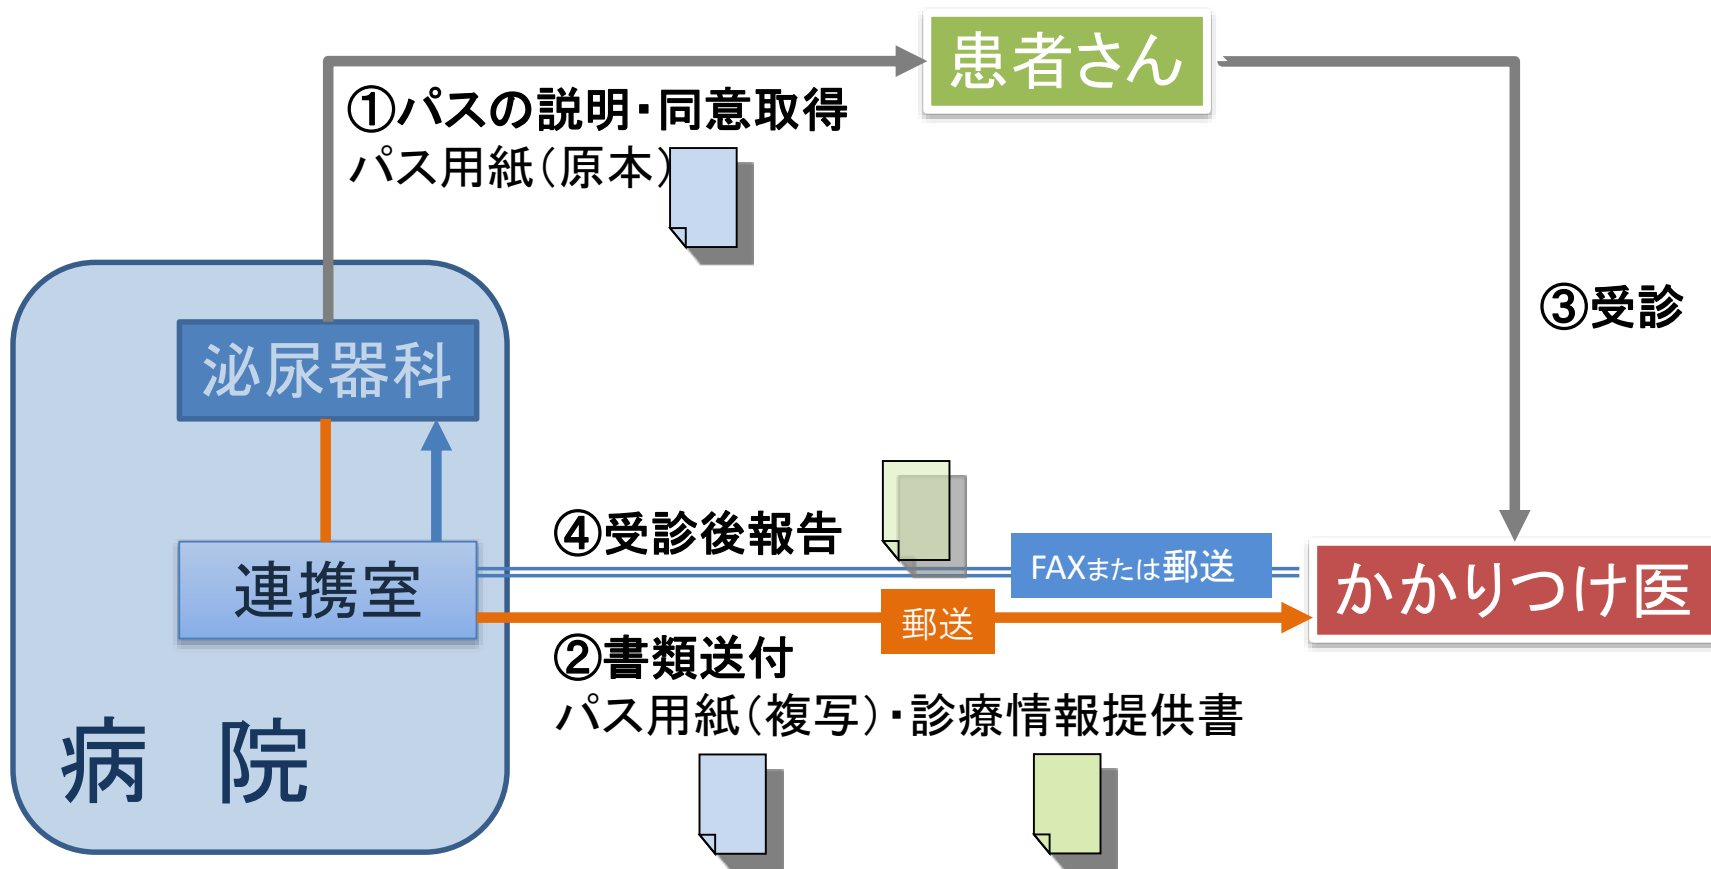 患者さん
①パスの説明・同意取得
パス用紙(原本)
③受診
泌尿器科
④受診後報告
FAXまたは郵送
連携室
かかりつけ医
郵送
②書類送付
パス用紙(複写)・診療情報提供書
病 院